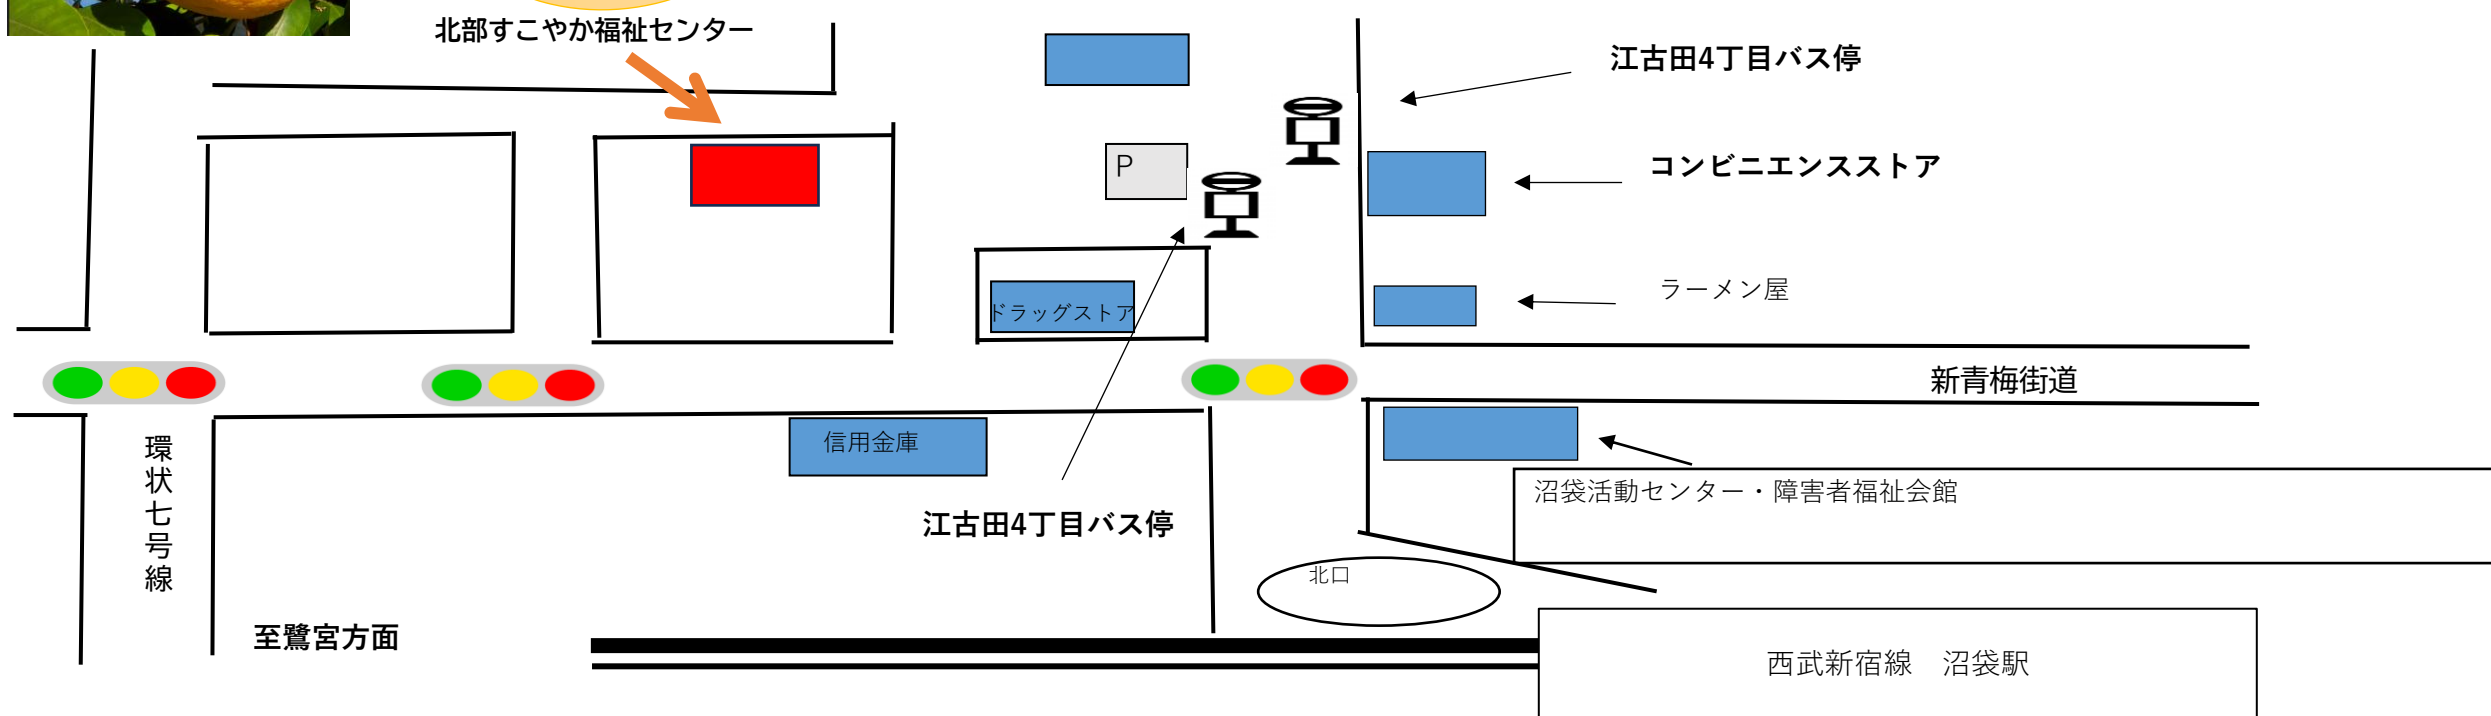 北部すこやか福祉センター
江古田4丁目バス停
P
コンビニエンスストア
ラーメン屋
ドラッグストア
新青梅街道
環状七号線
信用金庫
沼袋活動センター・障害者福祉会館
江古田4丁目バス停
北口
至鷺宮方面
西武新宿線　沼袋駅